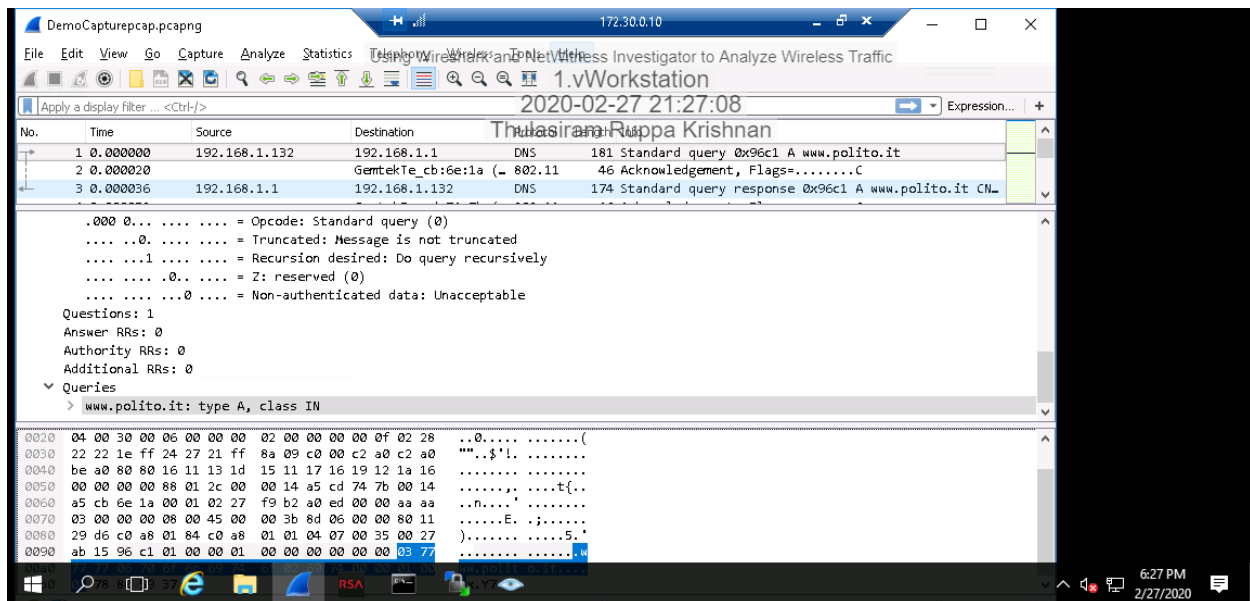 DemoCapturepcap.pcapng
172.30.0.10
File Edit View Go Capture Analyze Statistics Telephony Wireless Tools Help
Using Wireshark and NetWitness Investigator to Analyze Wireless Traffic
1.vWorkstation
Apply a display filter ... <Ctrl-/>
2020-02-27 21:27:08
Expression... +
No. Time Source Destination Protocol Length Info
Thulasiram Ruppa Krishnan
1 0.000000 192.168.1.132 192.168.1.1 DNS 181 Standard query 0x96c1 A www.polito.it
2 0.000020 GemtekTe_cb:6e:1a (… 802.11 46 Acknowledgement, Flags=........C
3 0.000036 192.168.1.1 192.168.1.132 DNS 174 Standard query response 0x96c1 A www.polito.it CN…
.000 0... .... .... = Opcode: Standard query (0)
.... ..0. .... .... = Truncated: Message is not truncated
.... ...1 .... .... = Recursion desired: Do query recursively
.... .... .0.. .... = Z: reserved (0)
.... .... ...0 .... = Non-authenticated data: Unacceptable
Questions: 1
Answer RRs: 0
Authority RRs: 0
Additional RRs: 0
Queries
www.polito.it: type A, class IN
0020 04 00 30 00 06 00 00 00 02 00 00 00 00 0f 02 28 ..0..... .......(
0030 22 22 1e ff 24 27 21 ff 8a 09 c0 00 c2 a0 c2 a0 ""..$'!. ........
0040 be a0 80 80 16 11 13 1d 15 11 17 16 19 12 1a 16 ........ ........
0050 00 00 00 00 88 01 2c 00 00 14 a5 cd 74 7b 00 14 ......,. ....t{..
0060 a5 cb 6e 1a 00 01 02 27 f9 b2 a0 ed 00 00 aa aa ..n....' ........
0070 03 00 00 00 08 00 45 00 00 3b 8d 06 00 00 80 11 ......E. .;......
0080 29 d6 c0 a8 01 84 c0 a8 01 01 04 07 00 35 00 27 )....... .....5.'
0090 ab 15 96 c1 01 00 00 01 00 00 00 00 00 00 03 77 ........ .......w
RSA
6:27 PM
2/27/2020